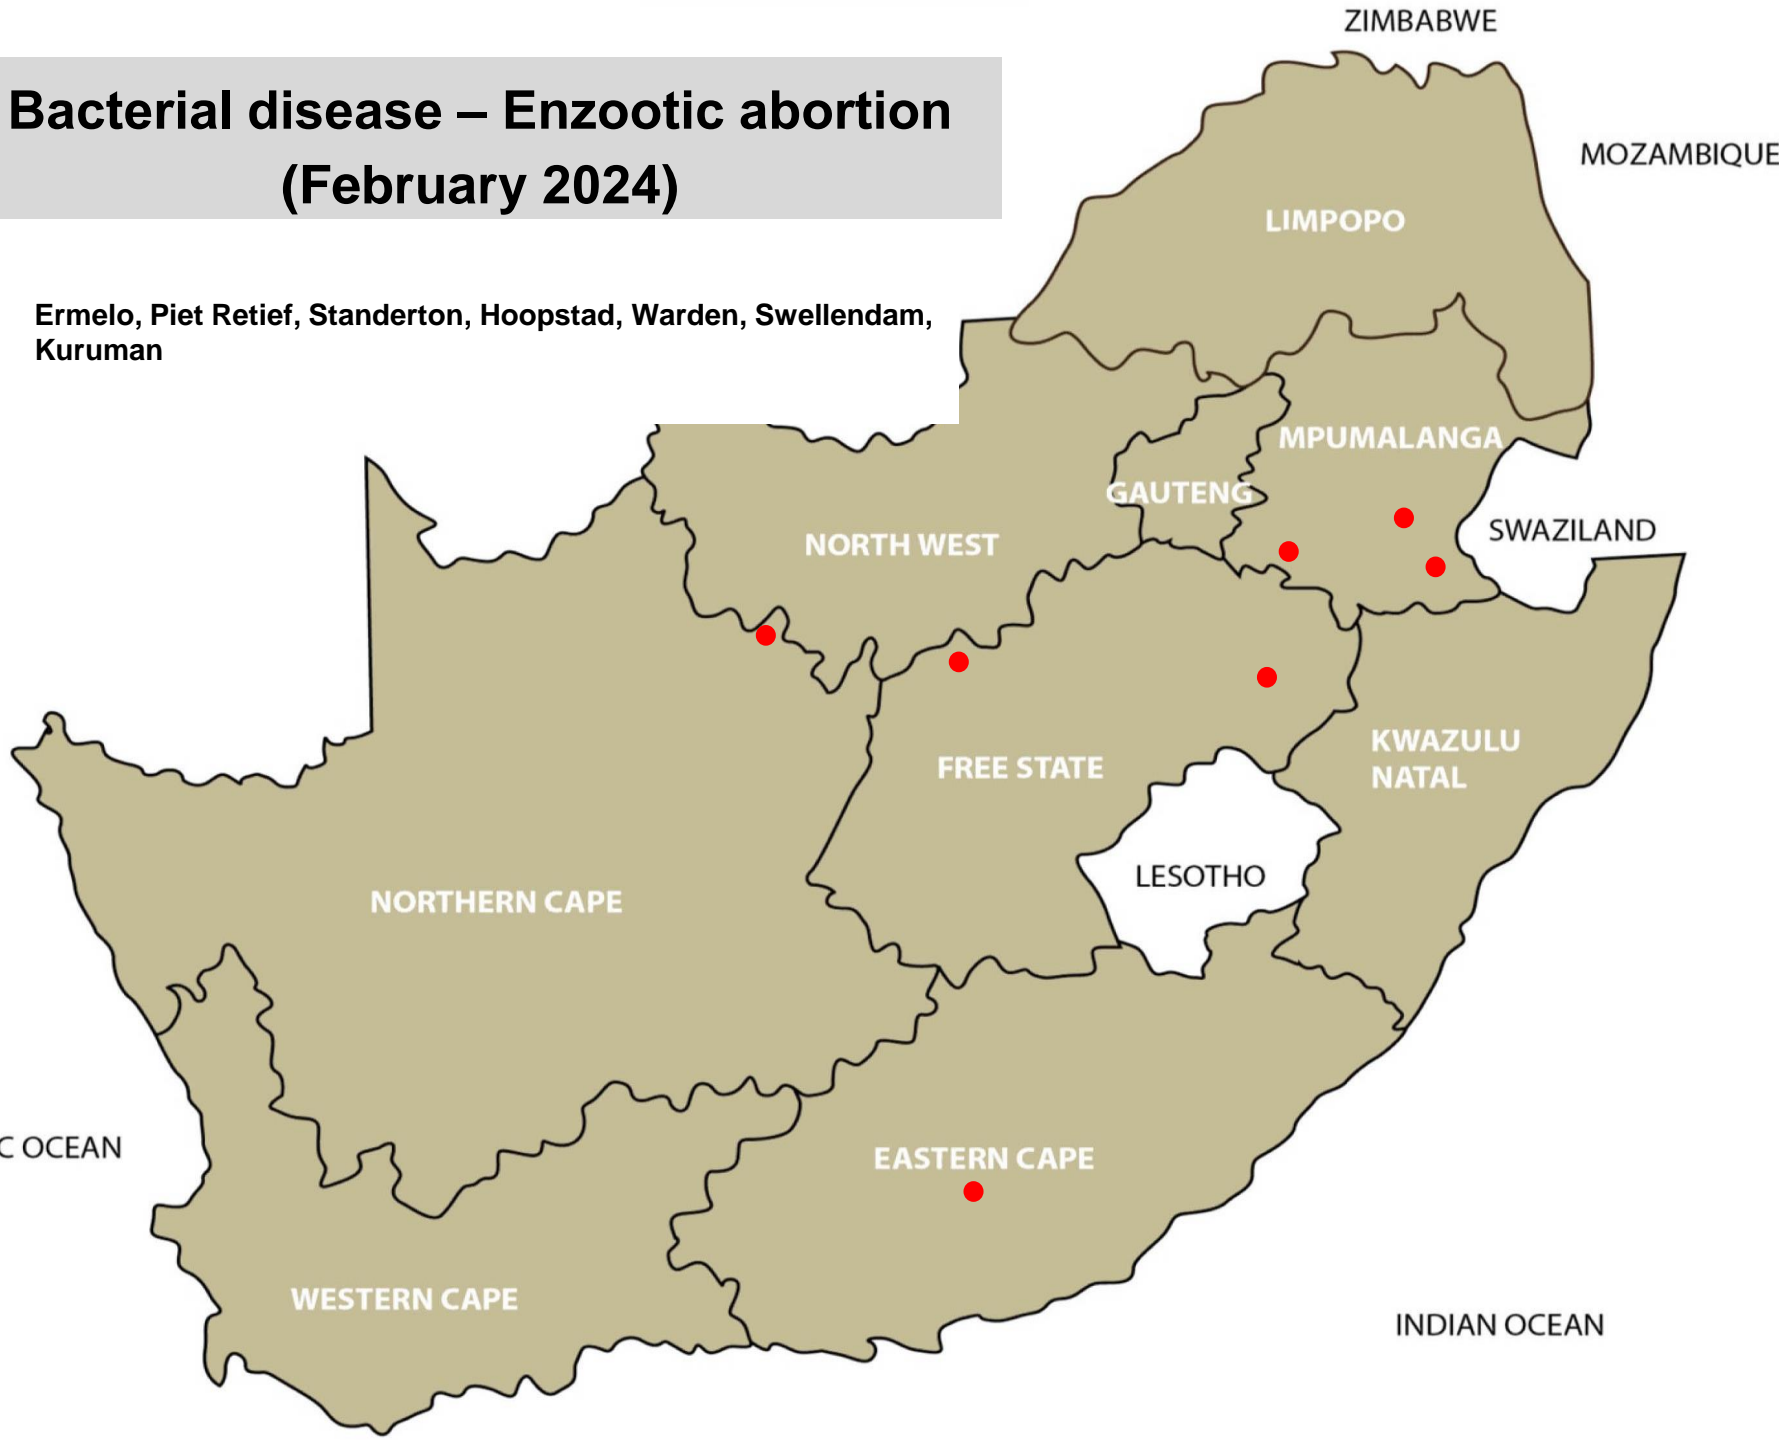 ZIMBABWE
Bacterial disease – Enzootic abortion
(February 2024)
MOZAMBIQUE
LIMPOPO
Ermelo, Piet Retief, Standerton, Hoopstad, Warden, Swellendam,
Kuruman
MPUMALANGA
GAUTENG
SWAZILAND
NORTH WEST
KWAZULU
NATAL
FREE STATE
LESOTHO
NORTHERN CAPE
C OCEAN
EASTERN CAPE
WESTERN CAPE
INDIAN OCEAN